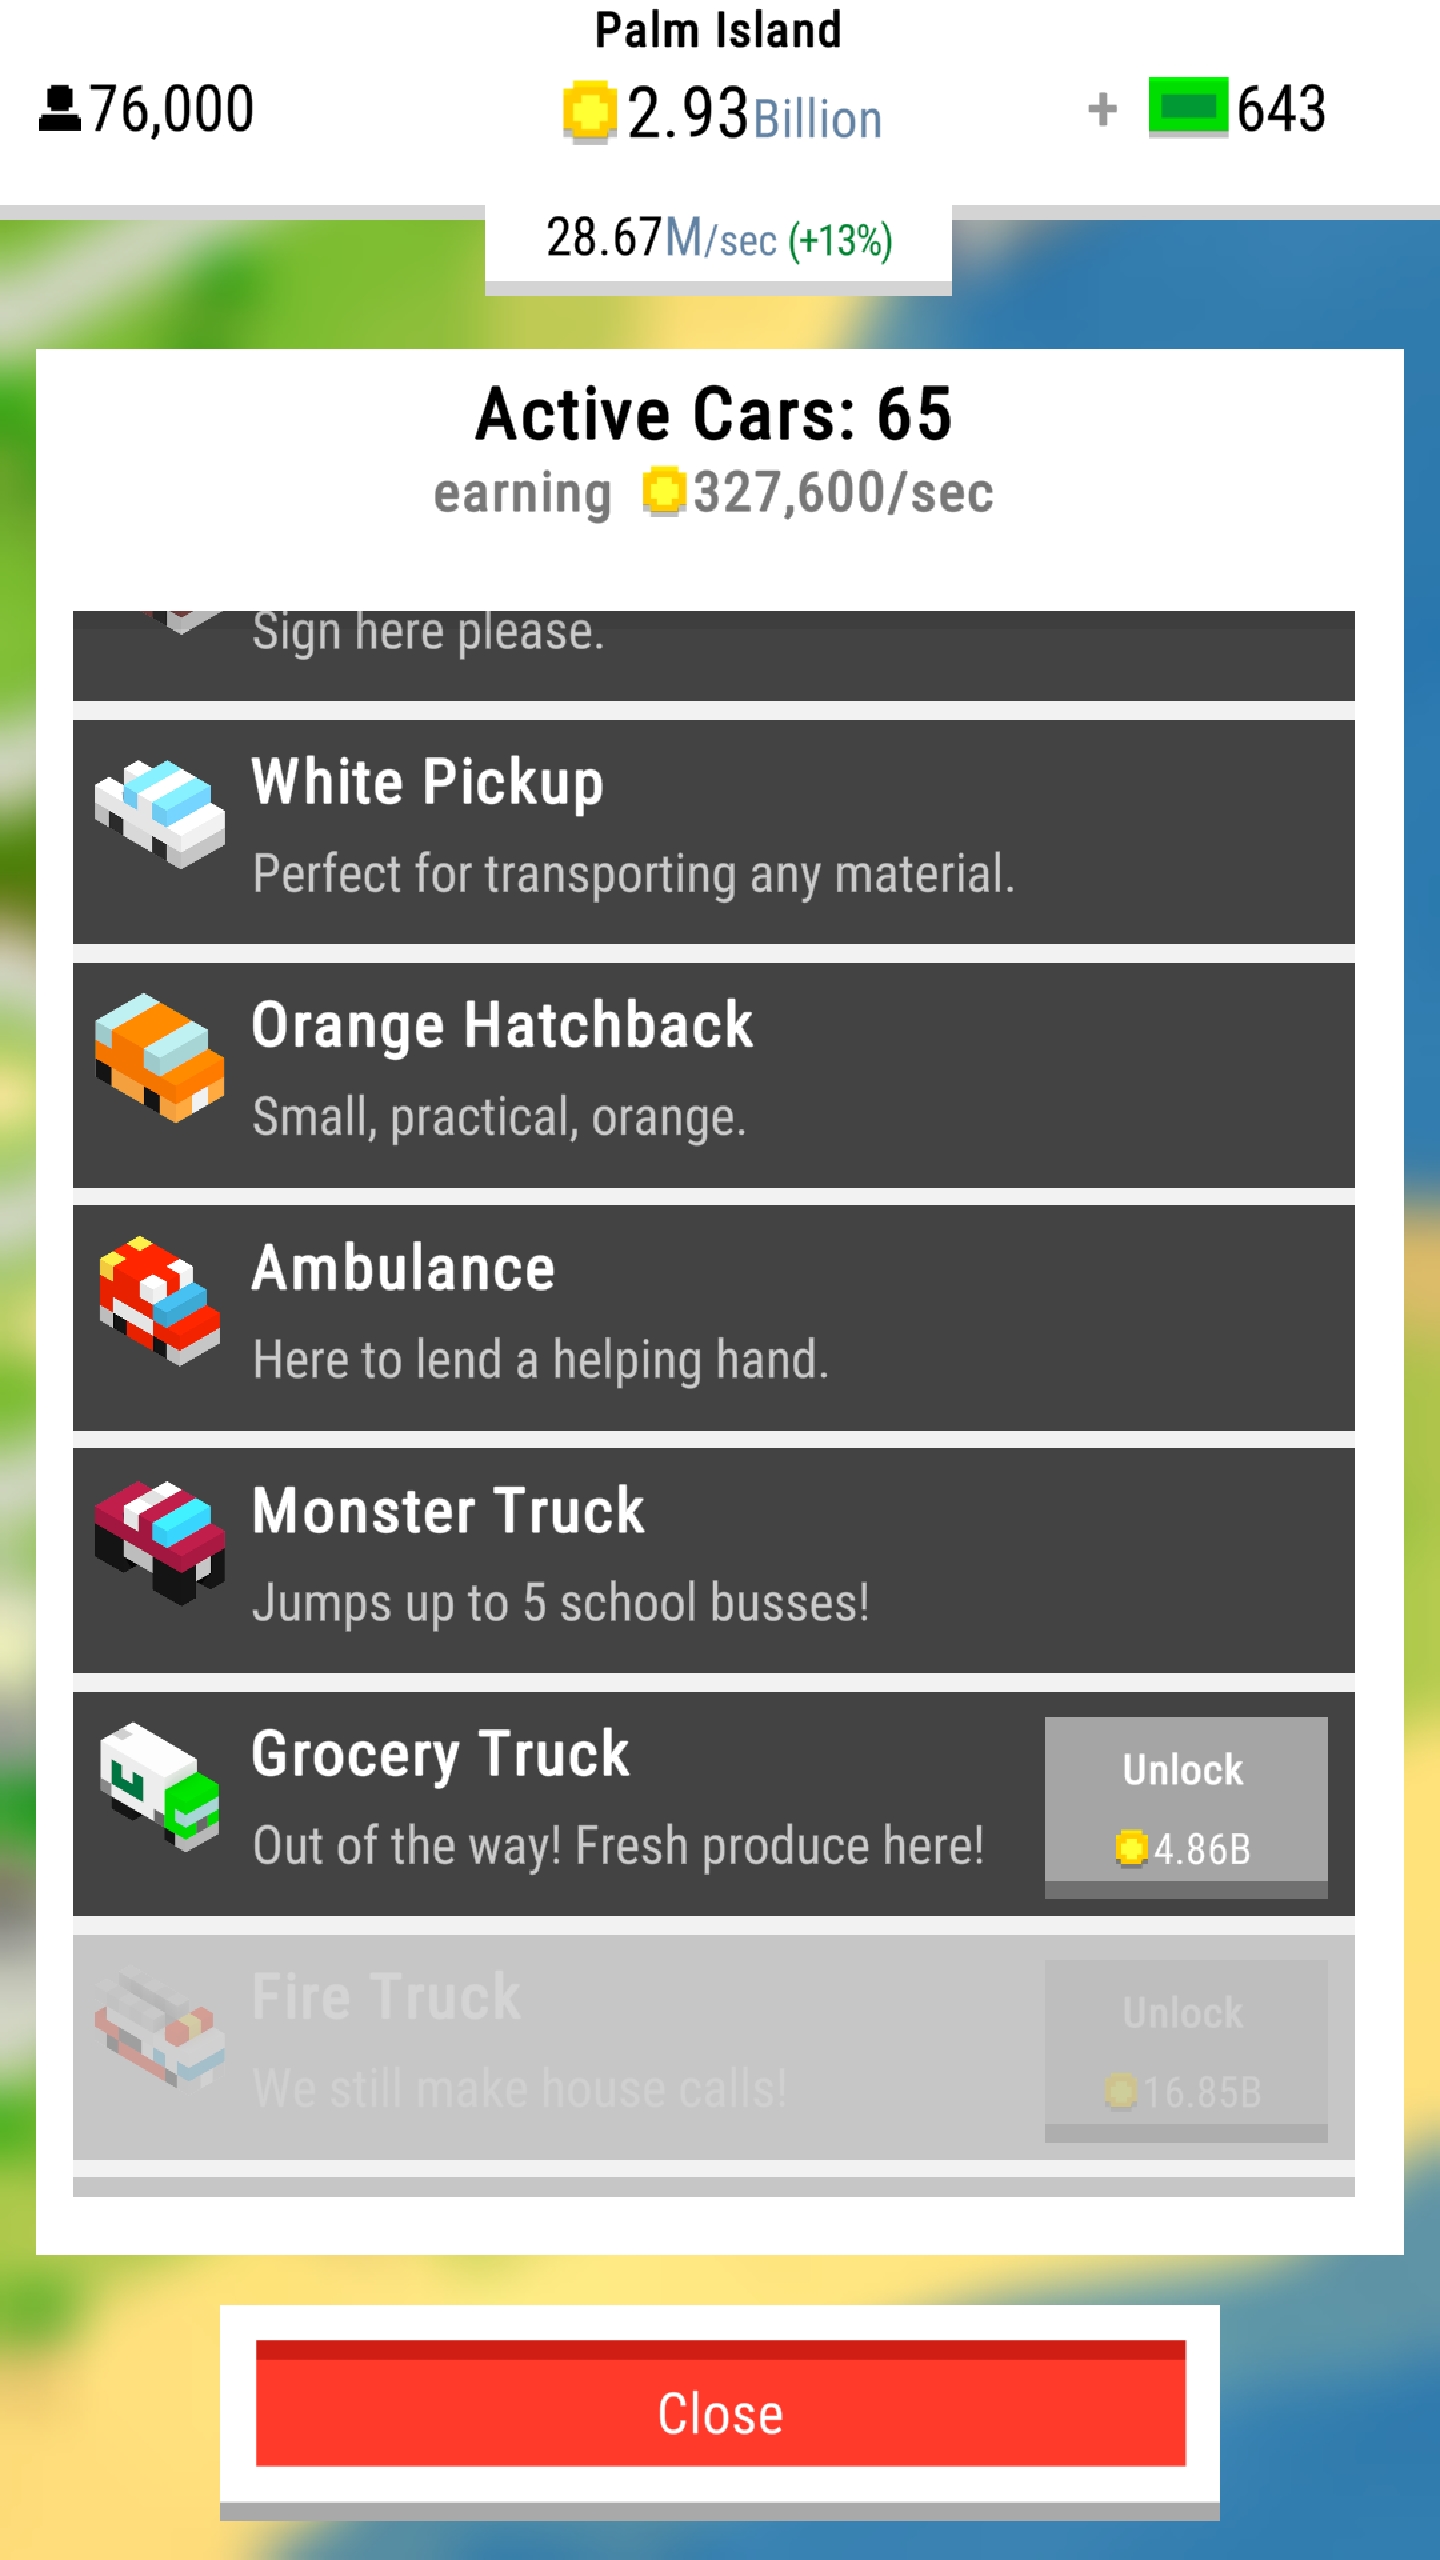 Palm Island
76,000
2.93Billion
+ 643
28.67M/sec (+13%)
Active Cars: 65
earning 327,600/sec
Sign here please.
White Pickup
Perfect for transporting any material.
Orange Hatchback
Small, practical, orange.
Ambulance
Here to lend a helping hand.
Monster Truck
Jumps up to 5 school busses!
Grocery Truck
Out of the way! Fresh produce here!
Unlock
4.86B
Fire Truck
We still make house calls!
Unlock
16.85B
Close